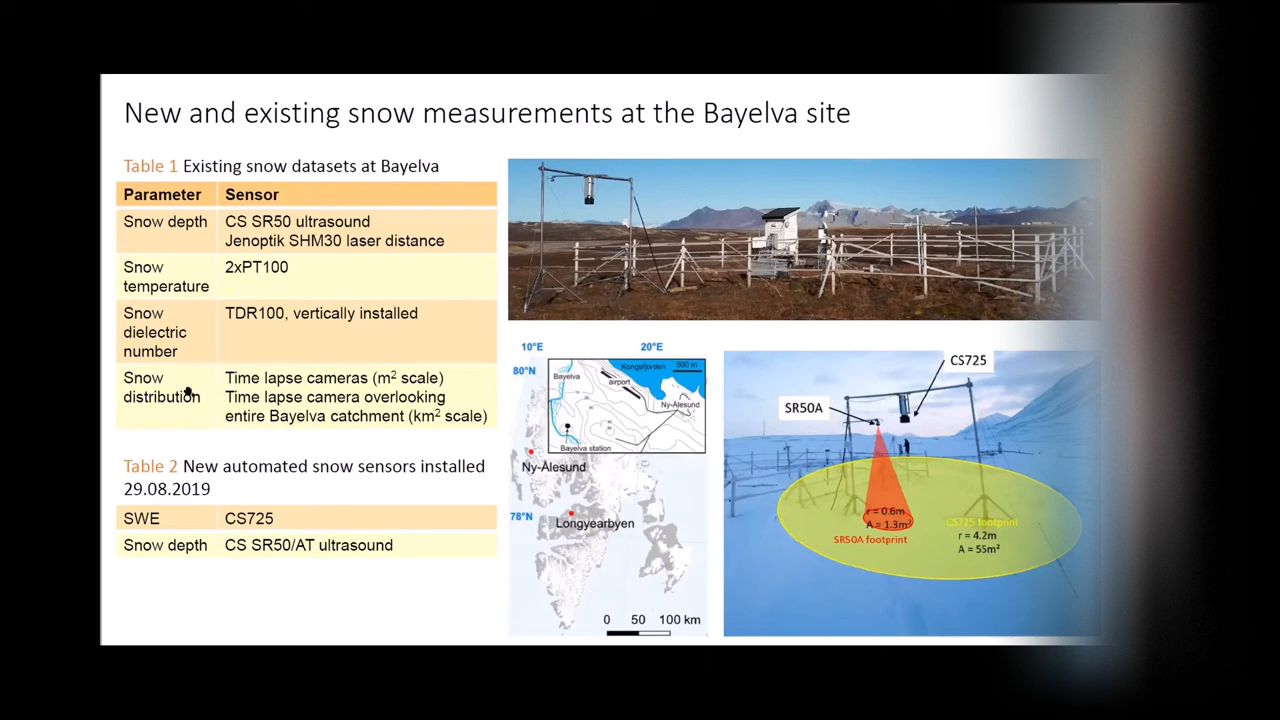 New and existing snow measurements at the Bayelva site
Table 1 Existing snow datasets at Bayelva
Parameter Sensor
Snow depth CS SR50 ultrasound
Jenoptik SHM30 laser distance
Snow 2xPT100
temperature
Snow TDR100, vertically installed
dielectric
number
Snow Time lapse cameras (m² scale)
distribution Time lapse camera overlooking
entire Bayelva catchment (km² scale)
Table 2 New automated snow sensors installed
29.08.2019
SWE CS725
Snow depth CS SR50/AT ultrasound
10°E 20°E
80°N
78°N
Bayelva
Kongsfjorden
500 m
airport
Ny-Ålesund
Bayelva station
Ny-Ålesund
Longyearbyen
0 50 100 km
CS725
SR50A
r = 0.6m
A = 1.3m²
SR50A footprint
CS725 footprint
r = 4.2m
A = 55m²